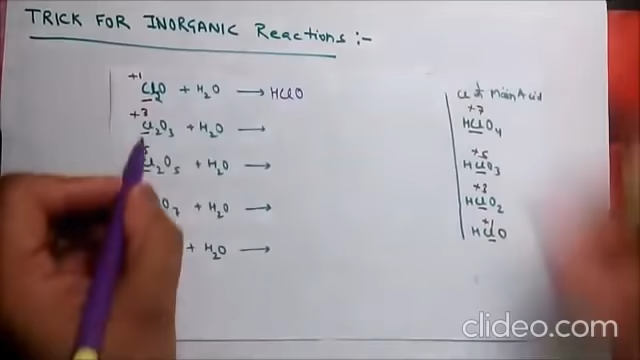 TRICK FOR INORGANIC Reactions :-
+1
Cl2O + H2O ⟶ HClO
+3
Cl2O3 + H2O ⟶
5
Cl2O5 + H2O ⟶
O7 + H2O ⟶
+ H2O ⟶
Main Acid
+7
HClO4
+5
HClO3
+3
HClO2
+1
HClO
clideo.com